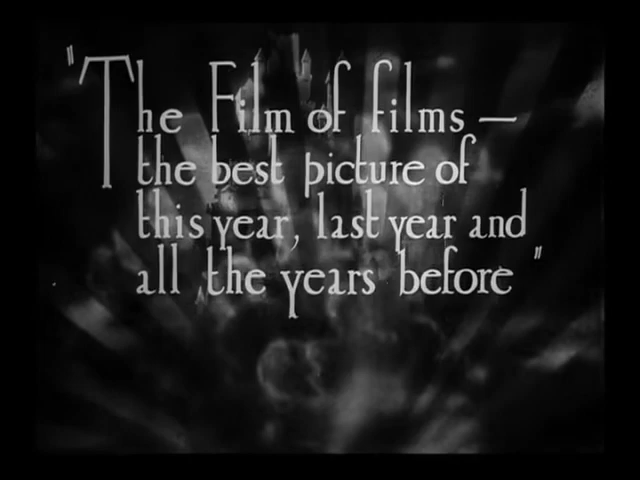 "The Film of films —
the best picture of
this year, last year and
all the years before"